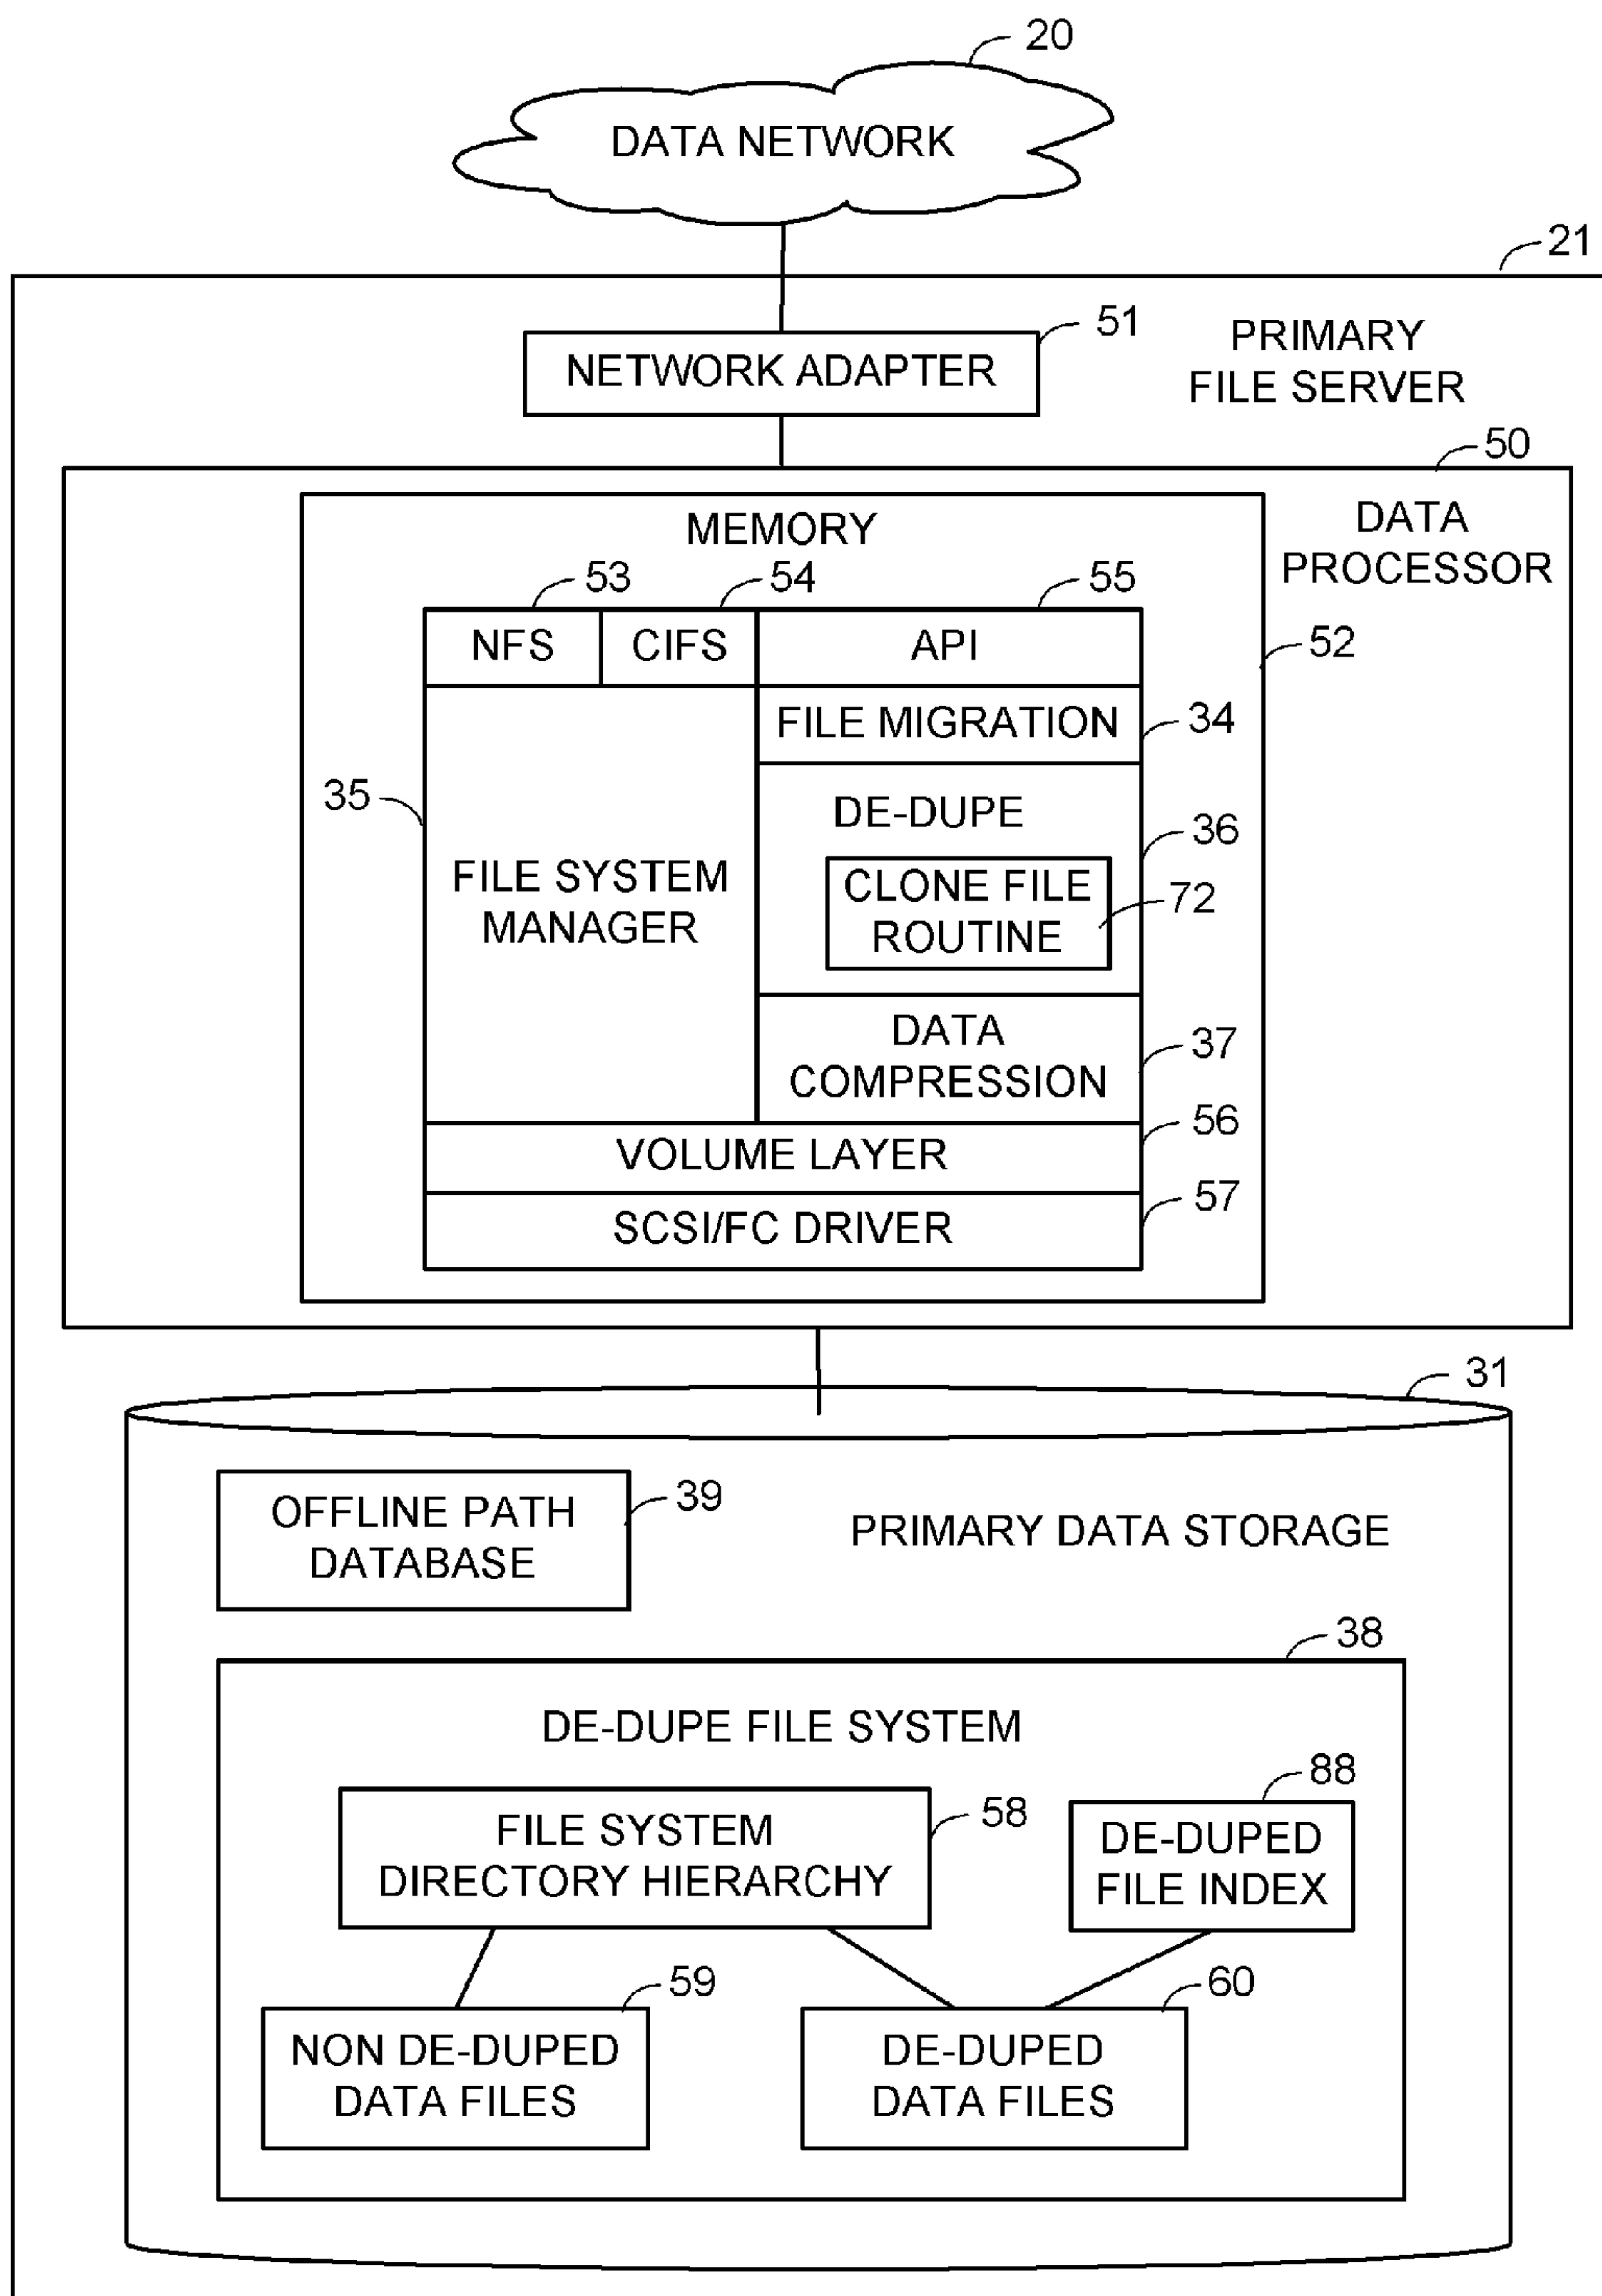 20
DATA NETWORK
21
51
NETWORK ADAPTER
PRIMARY
FILE SERVER
50
DATA
PROCESSOR
MEMORY
53
54
55
52
NFS
CIFS
API
FILE MIGRATION
34
35
FILE SYSTEM
MANAGER
DE-DUPE
36
CLONE FILE
ROUTINE
72
DATA
COMPRESSION
37
VOLUME LAYER
56
SCSI/FC DRIVER
57
31
OFFLINE PATH
DATABASE
39
PRIMARY DATA STORAGE
38
DE-DUPE FILE SYSTEM
FILE SYSTEM
DIRECTORY HIERARCHY
58
88
DE-DUPED
FILE INDEX
59
NON DE-DUPED
DATA FILES
60
DE-DUPED
DATA FILES